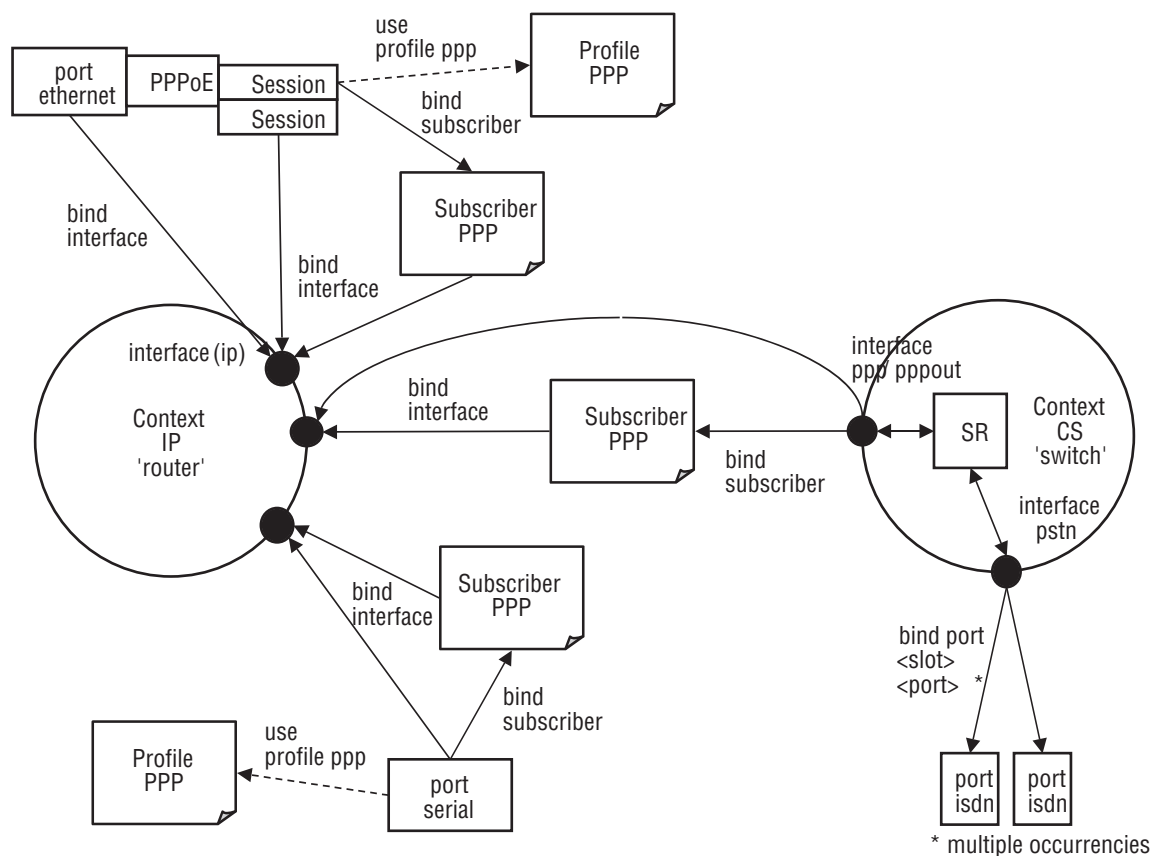 use
profile ppp
Profile
PPP
port
ethernet
PPPoE
Session
Session
bind
subscriber
Subscriber
PPP
bind
interface
bind
interface
interface (ip)
Context
IP
'router'
bind
interface
Subscriber
PPP
bind
subscriber
interface
ppp pppout
SR
Context
CS
'switch'
interface
pstn
bind
interface
Subscriber
PPP
bind
subscriber
bind port
<slot>
<port> *
use
profile ppp
Profile
PPP
port
serial
port
isdn
port
isdn
* multiple occurrencies